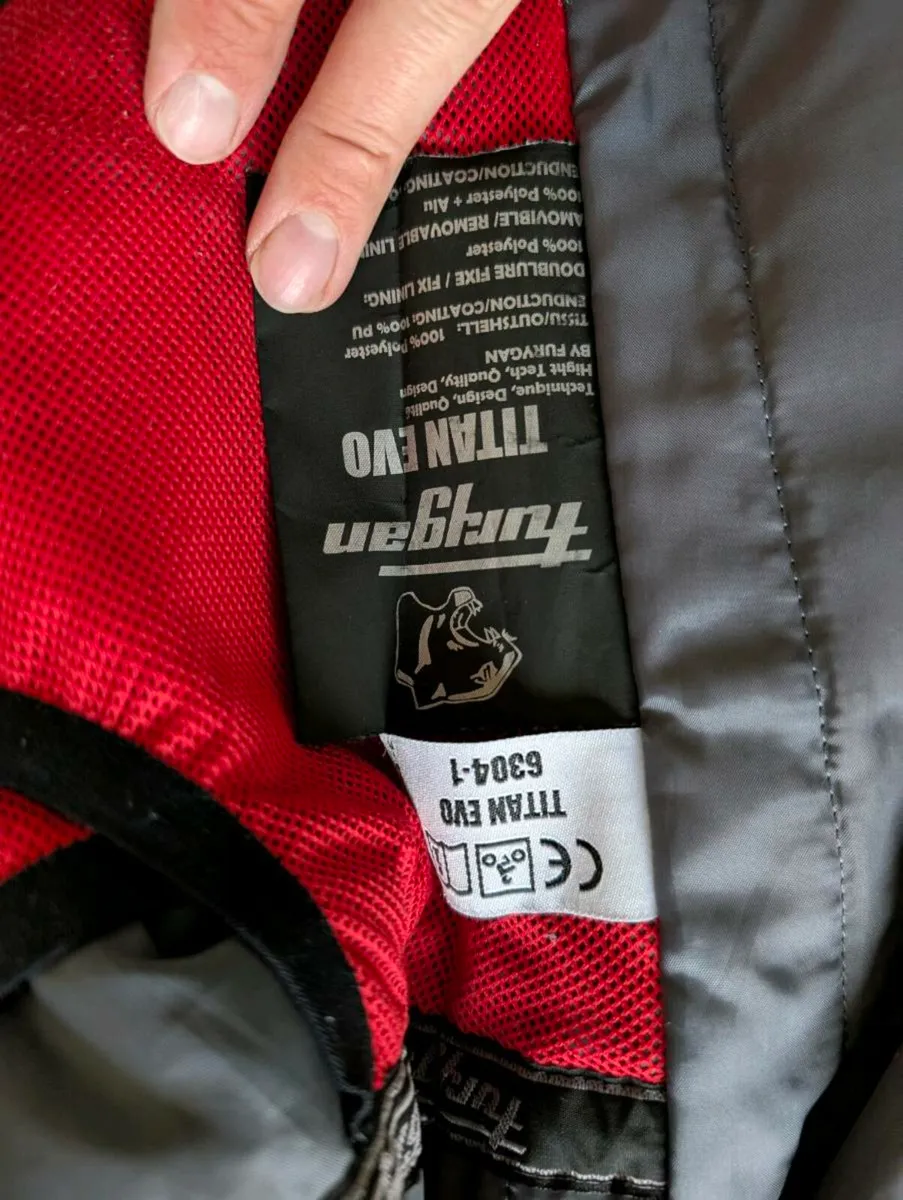 CE
TITAN EVO
6304-1
furygan
TITAN EVO
Technique, Design, Qualité
Hight Tech, Quality, Design
BY FURYGAN
TISSU/OUTSHELL: 100% Polyester
ENDUCTION/COATING: 100% PU
DOUBLURE FIXE / FIX LINING:
100% Polyester
AMOVIBLE/ REMOVABLE
100% Polyester + Alu
ENDUCTION/COATING:
furyg